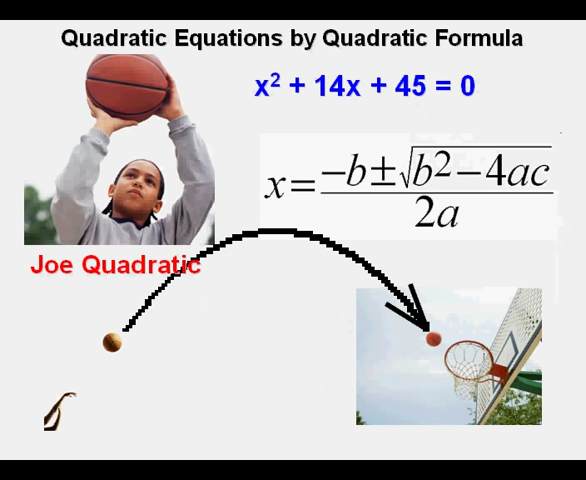 Quadratic Equations by Quadratic Formula
x² + 14x + 45 = 0
x = −b ± √b2 − 4ac / 2a
Joe Quadratic